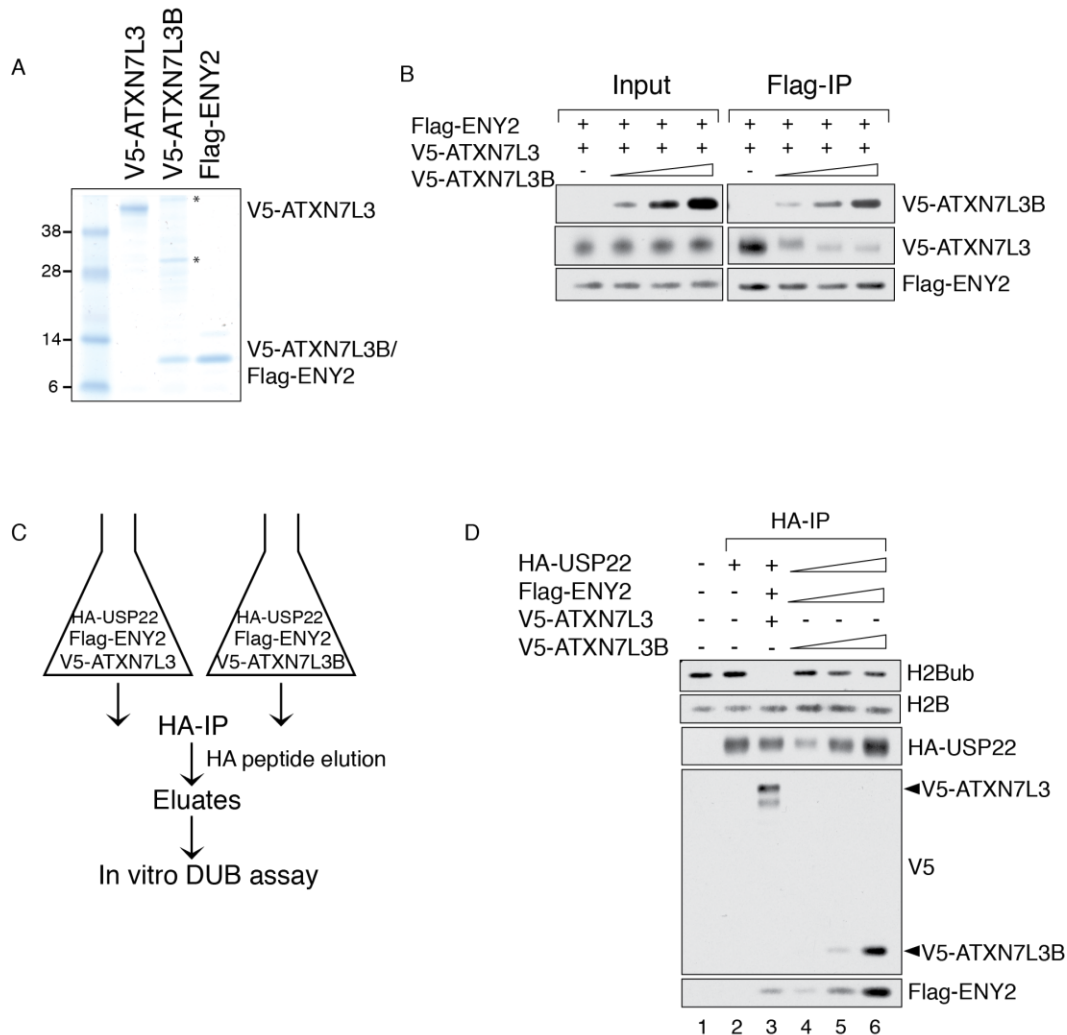 A
V5-ATXN7L3
V5-ATXN7L3B
Flag-ENY2
38
28
14
6
V5-ATXN7L3
V5-ATXN7L3B/
Flag-ENY2
*
*
B
Input Flag-IP
Flag-ENY2 + + + + + + + +
V5-ATXN7L3 + + + + + + + +
V5-ATXN7L3B - -
V5-ATXN7L3B
V5-ATXN7L3
Flag-ENY2
C
HA-USP22
Flag-ENY2
V5-ATXN7L3
HA-USP22
Flag-ENY2
V5-ATXN7L3B
HA-IP
HA peptide elution
Eluates
In vitro DUB assay
D
HA-IP
HA-USP22 - + +
Flag-ENY2 - - +
V5-ATXN7L3 - - + - - -
V5-ATXN7L3B - - -
H2Bub
H2B
HA-USP22
V5-ATXN7L3
V5
V5-ATXN7L3B
Flag-ENY2
1 2 3 4 5 6